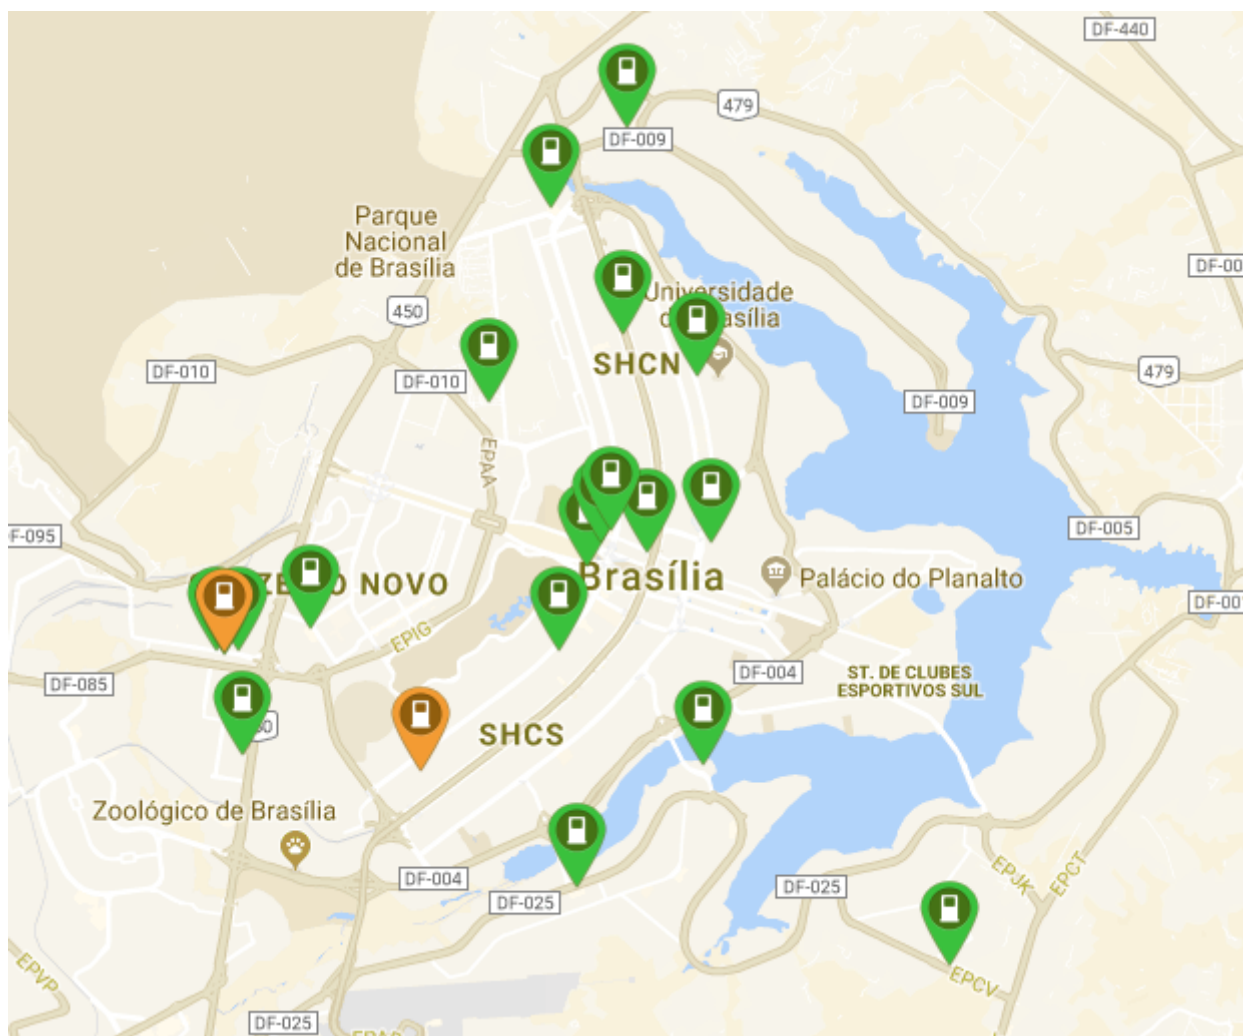 DF-440
479
DF-009
Parque
Nacional
de Brasília
DF-00
Universidade
450
SHCN
DF-010
DF-010
479
DF-009
EPAA
DF-095
DF-005
Brasília
Palácio do Planalto
NOVO
DF-001
EPIG
DF-085
DF-004
ST. DE CLUBES
ESPORTIVOS SUL
SHCS
Zoológico de Brasília
DF-004
DF-025
DF-025
EPJK
EPCT
EPVP
EPCV
DF-025